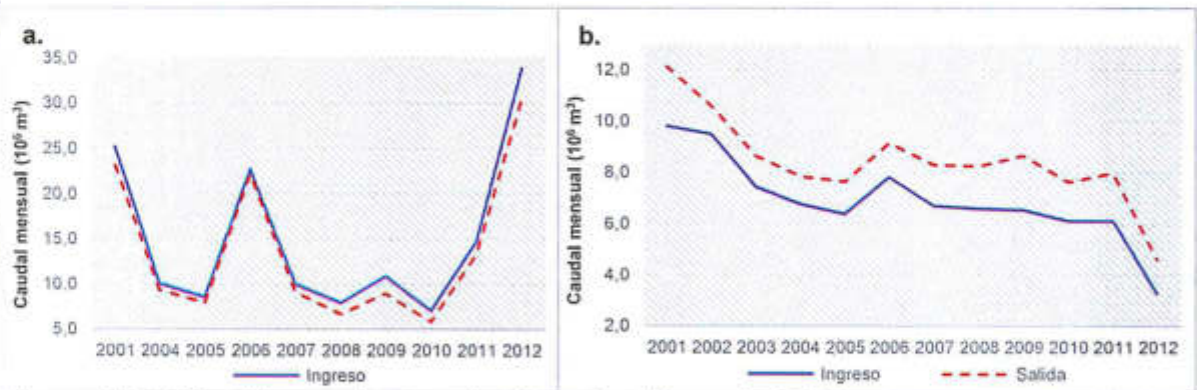 a.
Caudal mensual (10⁶ m³)
35,0
30,0
25,0
20,0
15,0
10,0
5,0
2001 2004 2005 2006 2007 2008 2009 2010 2011 2012
Ingreso
b.
Caudal mensual (10⁶ m³)
12,0
10,0
8,0
6,0
4,0
2,0
2001 2002 2003 2004 2005 2006 2007 2008 2009 2010 2011 2012
Ingreso Salida